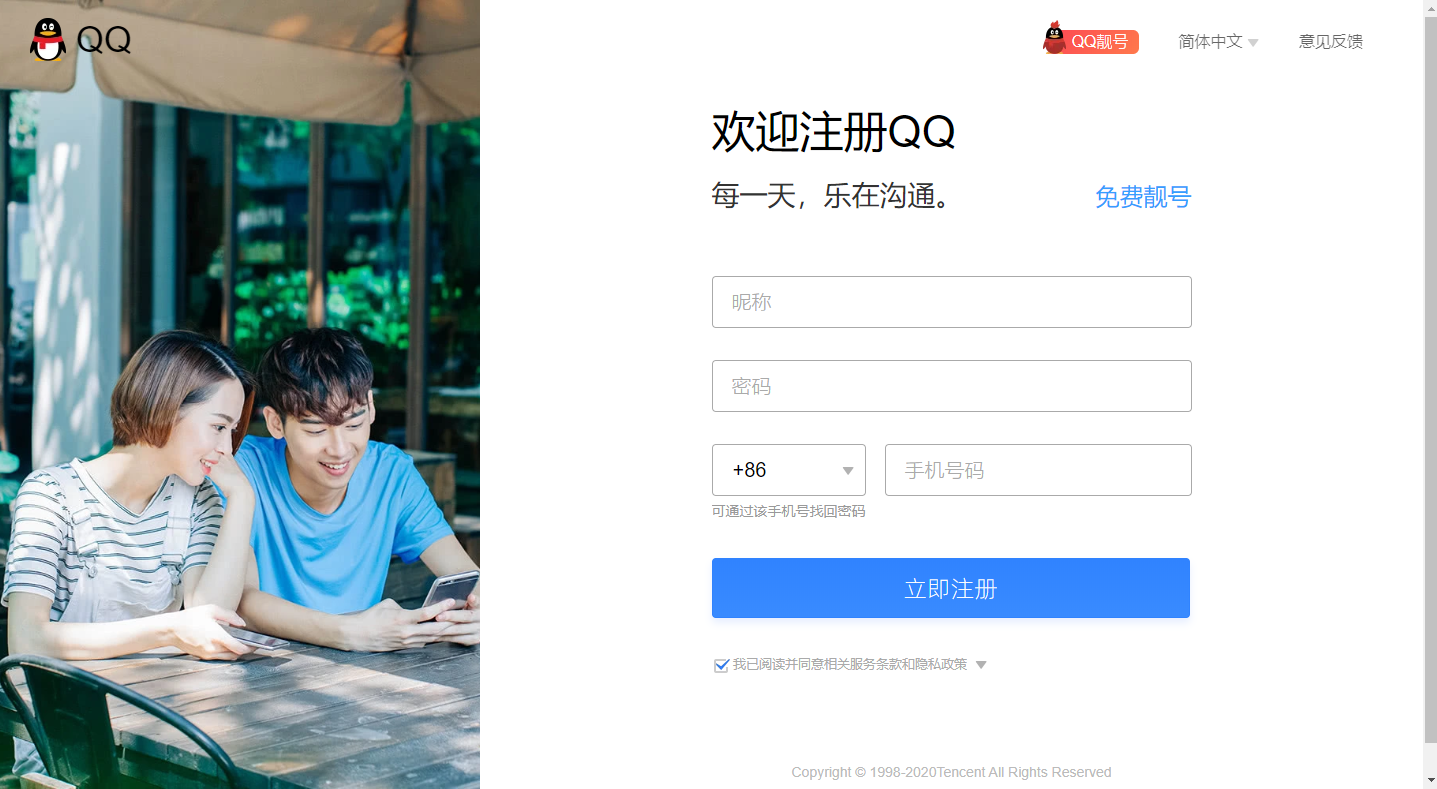 QQ
QQ靓号
简体中文
意见反馈
欢迎注册QQ
每一天，乐在沟通。
免费靓号
昵称
密码
+86
手机号码
可通过该手机号找回密码
立即注册
我已阅读并同意相关服务条款和隐私政策
Copyright © 1998-2020Tencent All Rights Reserved